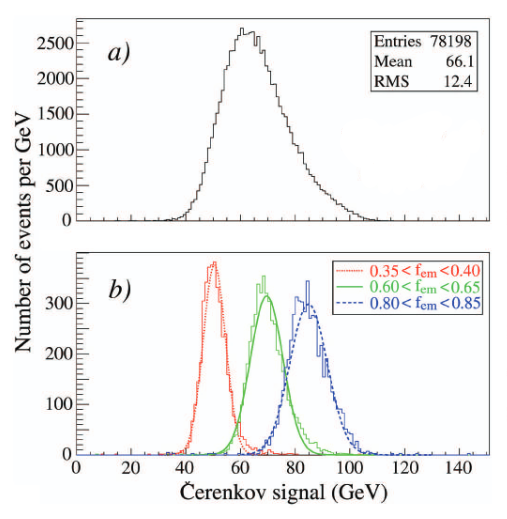 a)
Entries 78198
Mean 66.1
RMS 12.4
2500
2000
1500
1000
500
0
Number of events per GeV
b)
0.35 < f_em < 0.40
0.60 < f_em < 0.65
0.80 < f_em < 0.85
300
200
100
0
0 20 40 60 80 100 120 140
Čerenkov signal (GeV)